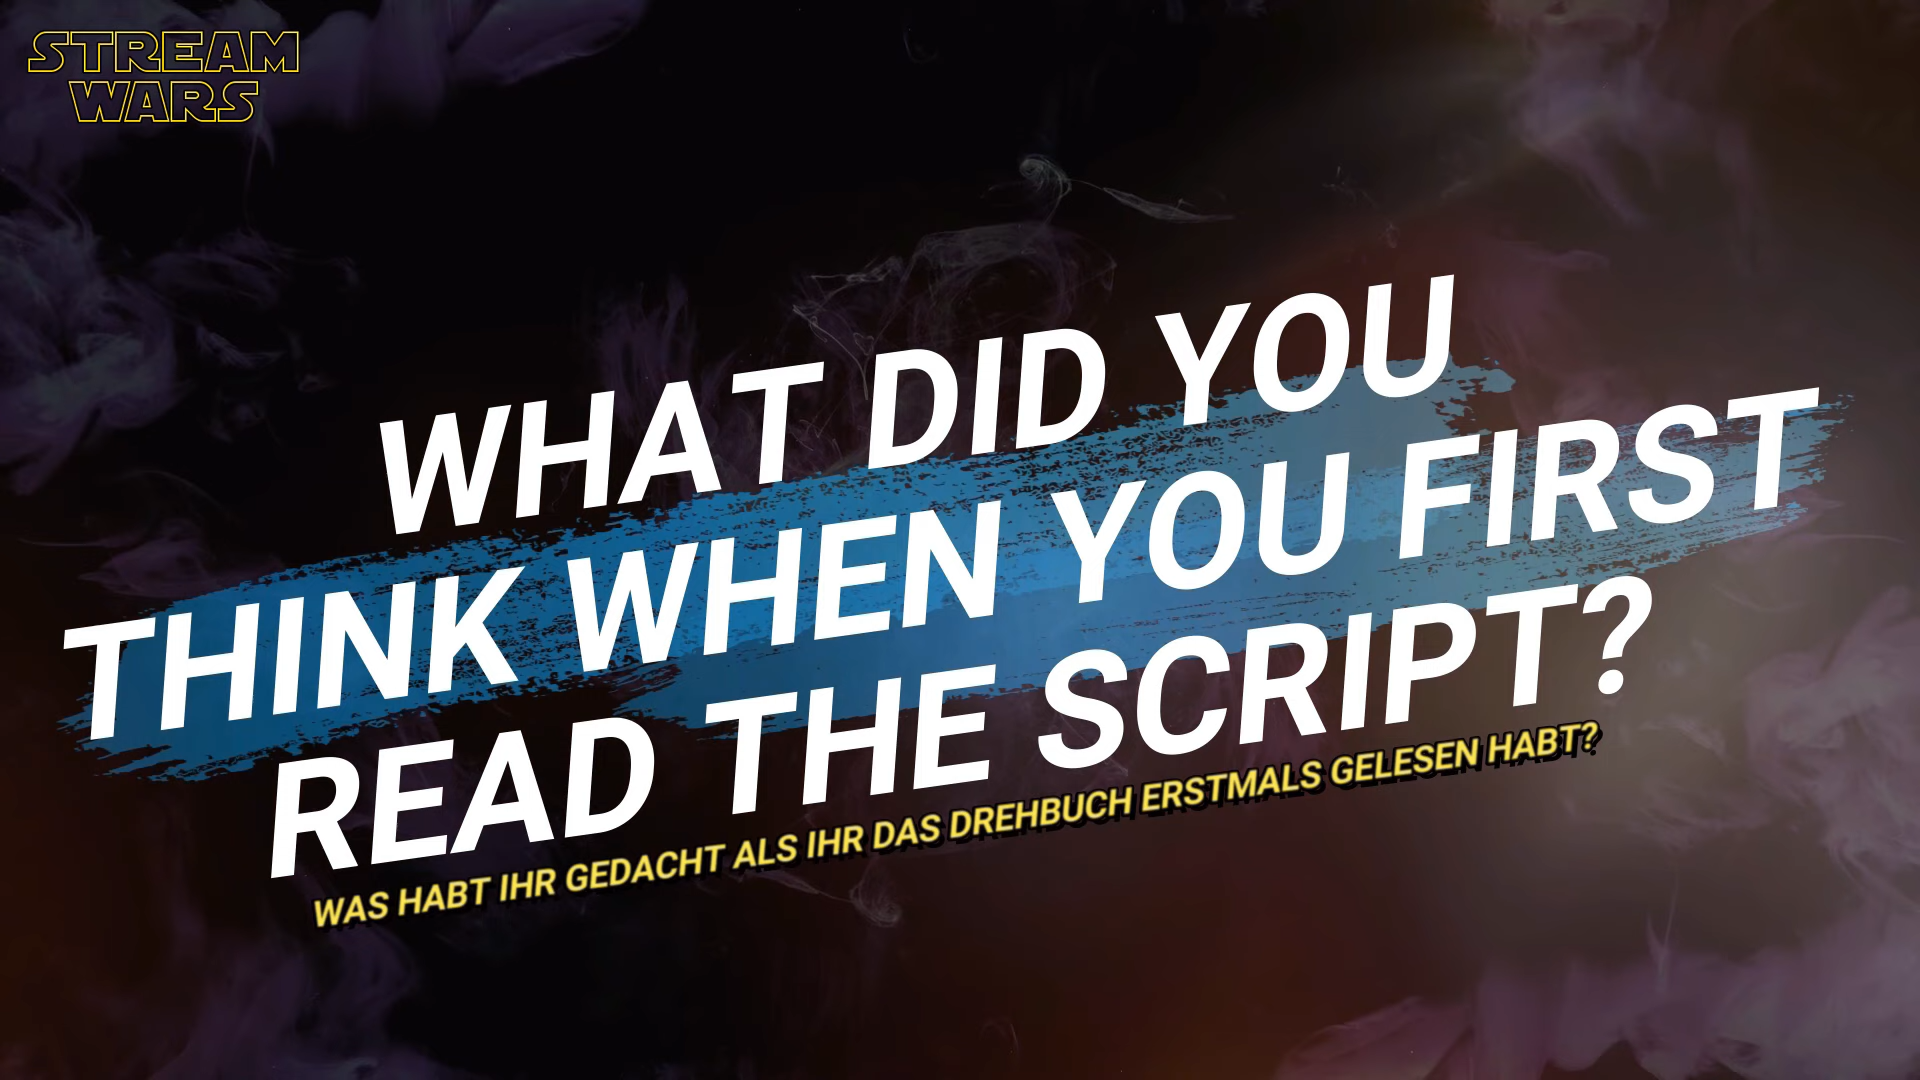 STREAM
WARS
WHAT DID YOU
THINK WHEN YOU FIRST
READ THE SCRIPT?
WAS HABT IHR GEDACHT ALS IHR DAS DREHBUCH ERSTMALS GELESEN HABT?